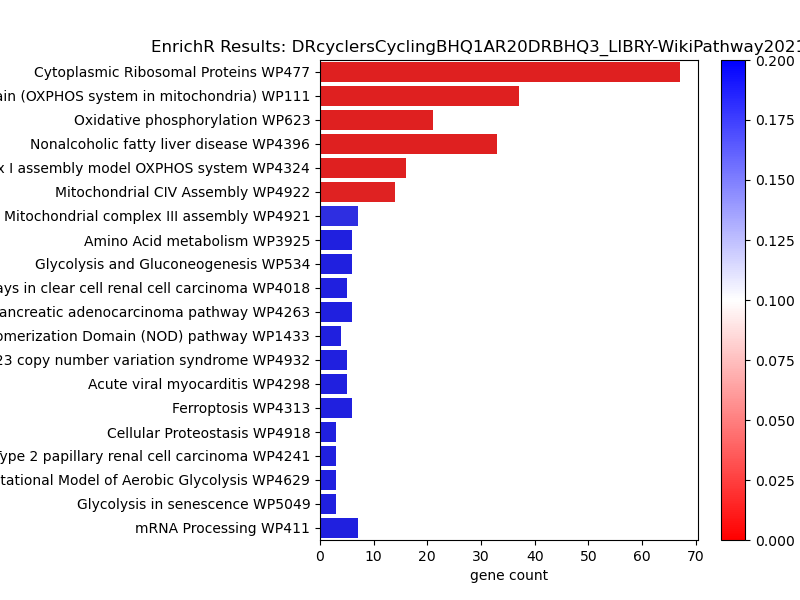 EnrichR Results: DRcyclersCyclingBHQ1AR20DRBHQ3_LIBRY-WikiPathway2021
Cytoplasmic Ribosomal Proteins WP477
(OXPHOS system in mitochondria) WP111
Oxidative phosphorylation WP623
Nonalcoholic fatty liver disease WP4396
I assembly model OXPHOS system WP4324
Mitochondrial CIV Assembly WP4922
Mitochondrial complex III assembly WP4921
Amino Acid metabolism WP3925
Glycolysis and Gluconeogenesis WP534
ays in clear cell renal cell carcinoma WP4018
ancreatic adenocarcinoma pathway WP4263
omerization Domain (NOD) pathway WP1433
23 copy number variation syndrome WP4932
Acute viral myocarditis WP4298
Ferroptosis WP4313
Cellular Proteostasis WP4918
Type 2 papillary renal cell carcinoma WP4241
tational Model of Aerobic Glycolysis WP4629
Glycolysis in senescence WP5049
mRNA Processing WP411
0 10 20 30 40 50 60 70
gene count
0.200
0.175
0.150
0.125
0.100
0.075
0.050
0.025
0.000